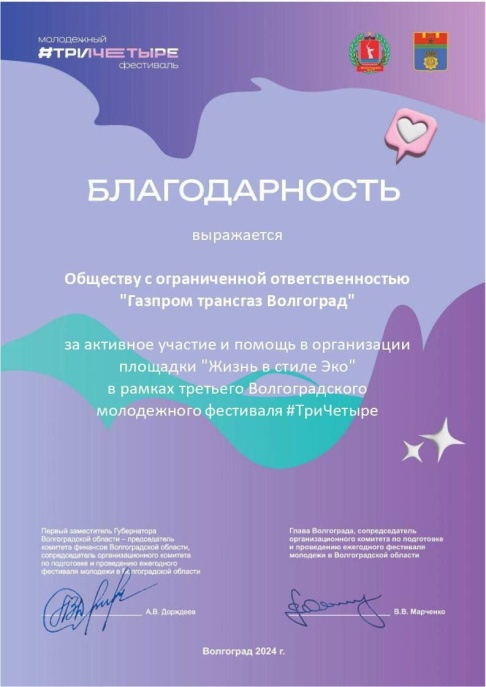 молодежный
#ТРИЧЕТЫРЕ
фестиваль
БЛАГОДАРНОСТЬ
выражается
Обществу с ограниченной ответственностью
"Газпром трансгаз Волгоград"
за активное участие и помощь в организации
площадки "Жизнь в стиле Эко"
в рамках третьего Волгоградского
молодежного фестиваля #ТриЧетыре
Первый заместитель Губернатора
Волгоградской области – председатель
комитета финансов Волгоградской области,
сопредседатель организационного комитета
по подготовке и проведению ежегодного
фестиваля молодежи в Волгоградской области
А.В. Дорждеев
Глава Волгограда, сопредседатель
организационного комитета по подготовке
и проведению ежегодного фестиваля
молодежи в Волгоградской области
В.В. Марченко
Волгоград 2024 г.